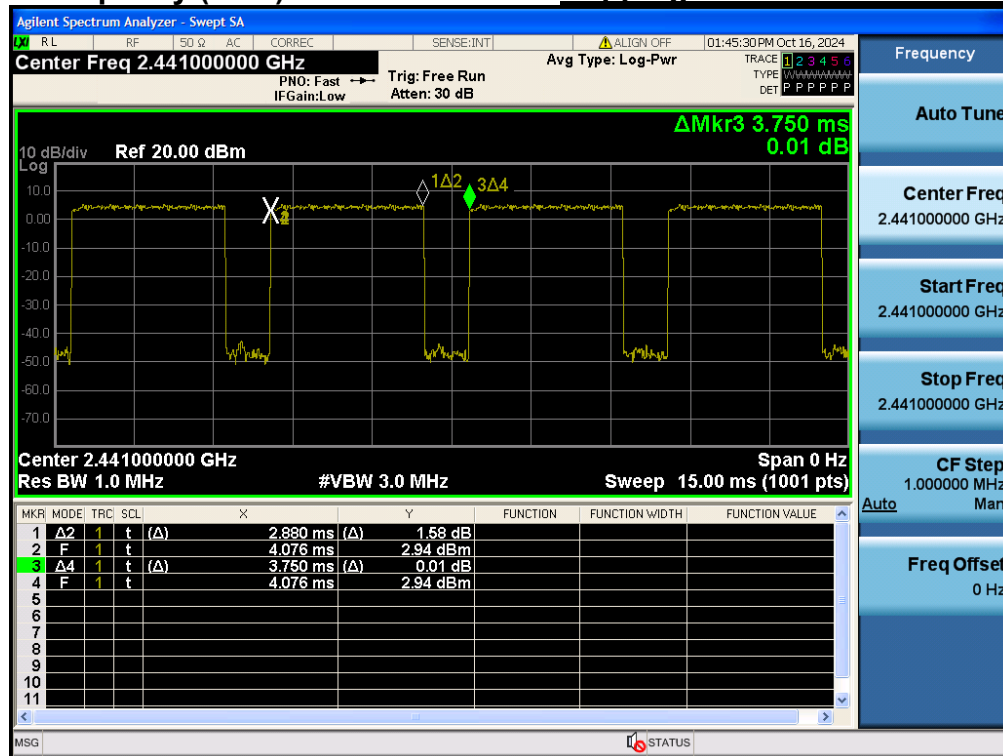 Agilent Spectrum Analyzer - Swept SA
LXI RL RF 50 Ω AC CORREC SENSE:INT ALIGN OFF 01:45:30 PM Oct 16, 2024
Center Freq 2.441000000 GHz
PNO: Fast
IFGain:Low
Trig: Free Run
Atten: 30 dB
Avg Type: Log-Pwr
TRACE 1 2 3 4 5 6
TYPE
DET P P P P P P
ΔMkr3 3.750 ms
0.01 dB
10 dB/div Ref 20.00 dBm
Log
10.0
0.00
-10.0
-20.0
-30.0
-40.0
-50.0
-60.0
-70.0
1Δ2
3Δ4
Center 2.441000000 GHz
Span 0 Hz
Res BW 1.0 MHz #VBW 3.0 MHz Sweep 15.00 ms (1001 pts)
MKR MODE TRC SCL X Y FUNCTION FUNCTION WIDTH FUNCTION VALUE
1 Δ2 1 t (Δ) 2.880 ms (Δ) 1.58 dB
2 F 1 t 4.076 ms 2.94 dBm
3 Δ4 1 t (Δ) 3.750 ms (Δ) 0.01 dB
4 F 1 t 4.076 ms 2.94 dBm
5
6
7
8
9
10
11
MSG STATUS
Frequency
Auto Tune
Center Freq
2.441000000 GHz
Start Freq
2.441000000 GHz
Stop Freq
2.441000000 GHz
CF Step
1.000000 MHz
Auto Man
Freq Offset
0 Hz